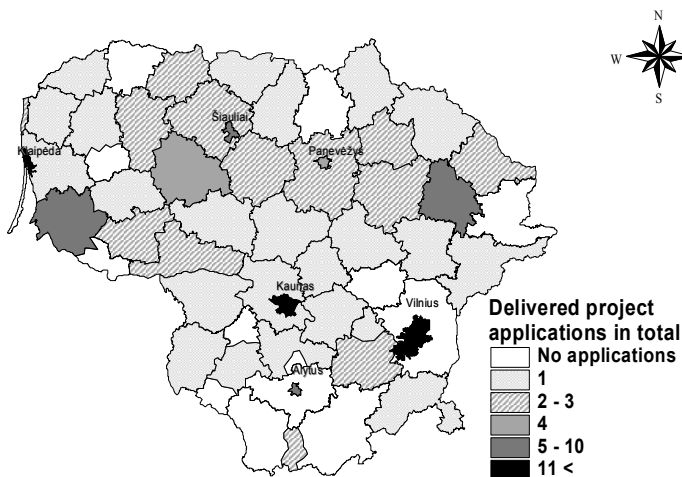 N
W
S
Šiauliai
Klaipėda
Panevėžys
Kaunas
Vilnius
Alytus
Delivered project
applications in total
No applications
1
2 - 3
4
5 - 10
11 <